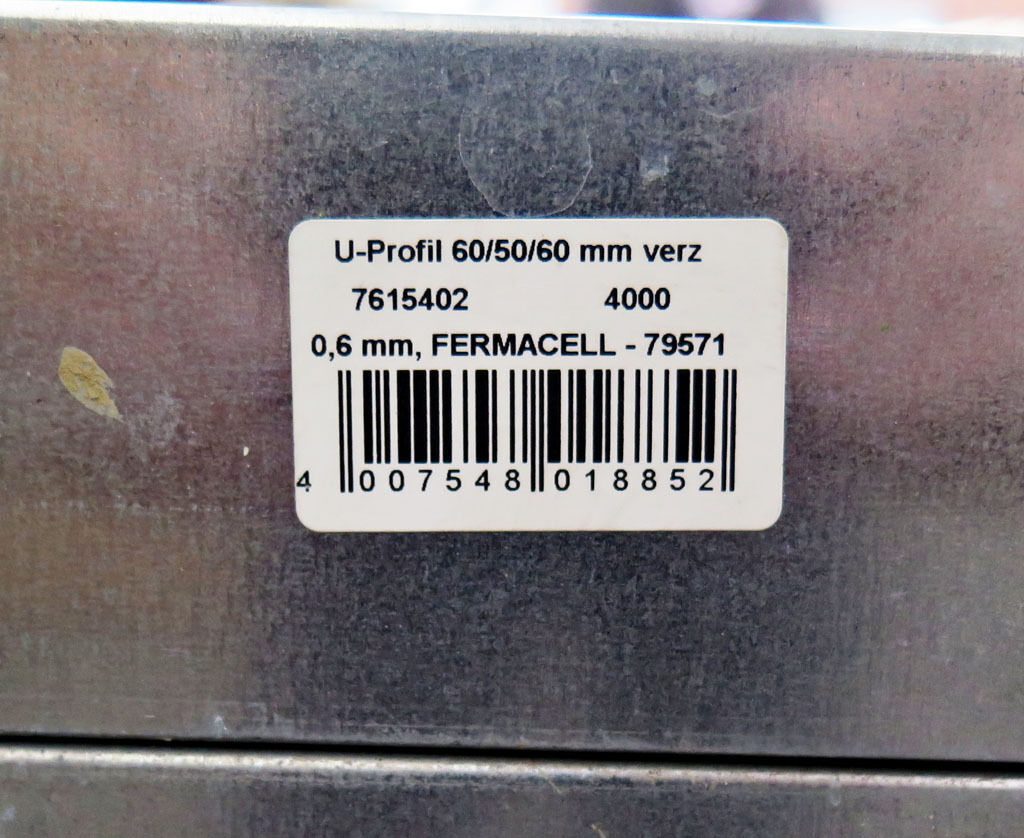 U-Profil 60/50/60 mm verz
7615402 4000
0,6 mm, FERMACELL - 79571
4 007548 018852